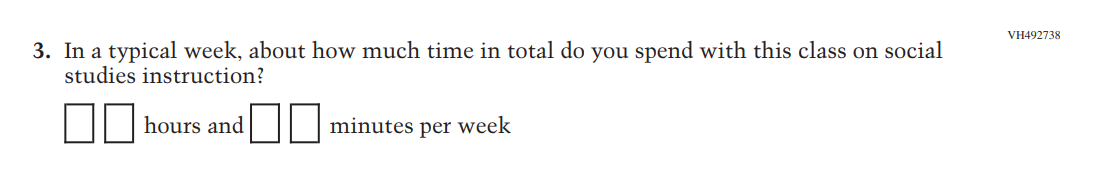 VH492738
3. In a typical week, about how much time in total do you spend with this class on social
studies instruction?
hours and minutes per week